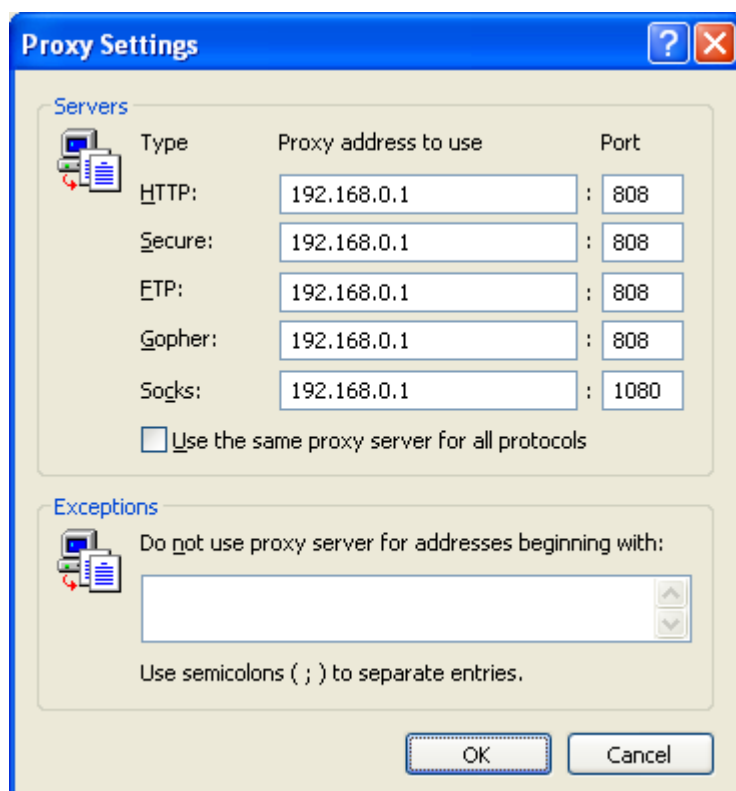 Proxy Settings
Servers
Type Proxy address to use Port
HTTP: 192.168.0.1 : 808
Secure: 192.168.0.1 : 808
FTP: 192.168.0.1 : 808
Gopher: 192.168.0.1 : 808
Socks: 192.168.0.1 : 1080
Use the same proxy server for all protocols
Exceptions
Do not use proxy server for addresses beginning with:
Use semicolons ( ; ) to separate entries.
OK Cancel